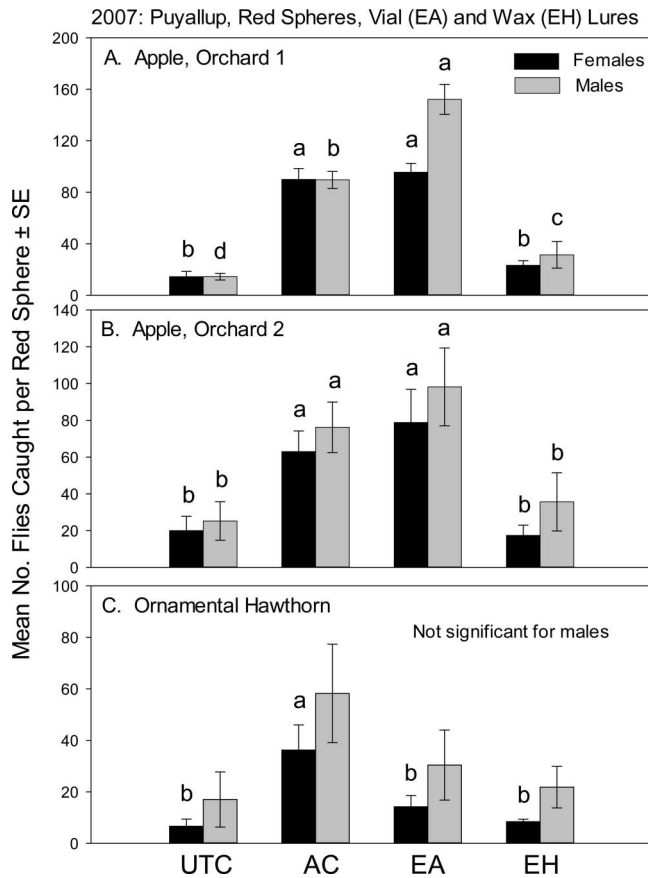 2007: Puyallup, Red Spheres, Vial (EA) and Wax (EH) Lures
Mean No. Flies Caught per Red Sphere ± SE
A. Apple, Orchard 1
Females
Males
200
160
120
80
40
0
b d a b a a b c
B. Apple, Orchard 2
140
120
100
80
60
40
20
0
b b a a a a b b
C. Ornamental Hawthorn
Not significant for males
100
80
60
40
20
0
b a b b
UTC AC EA EH